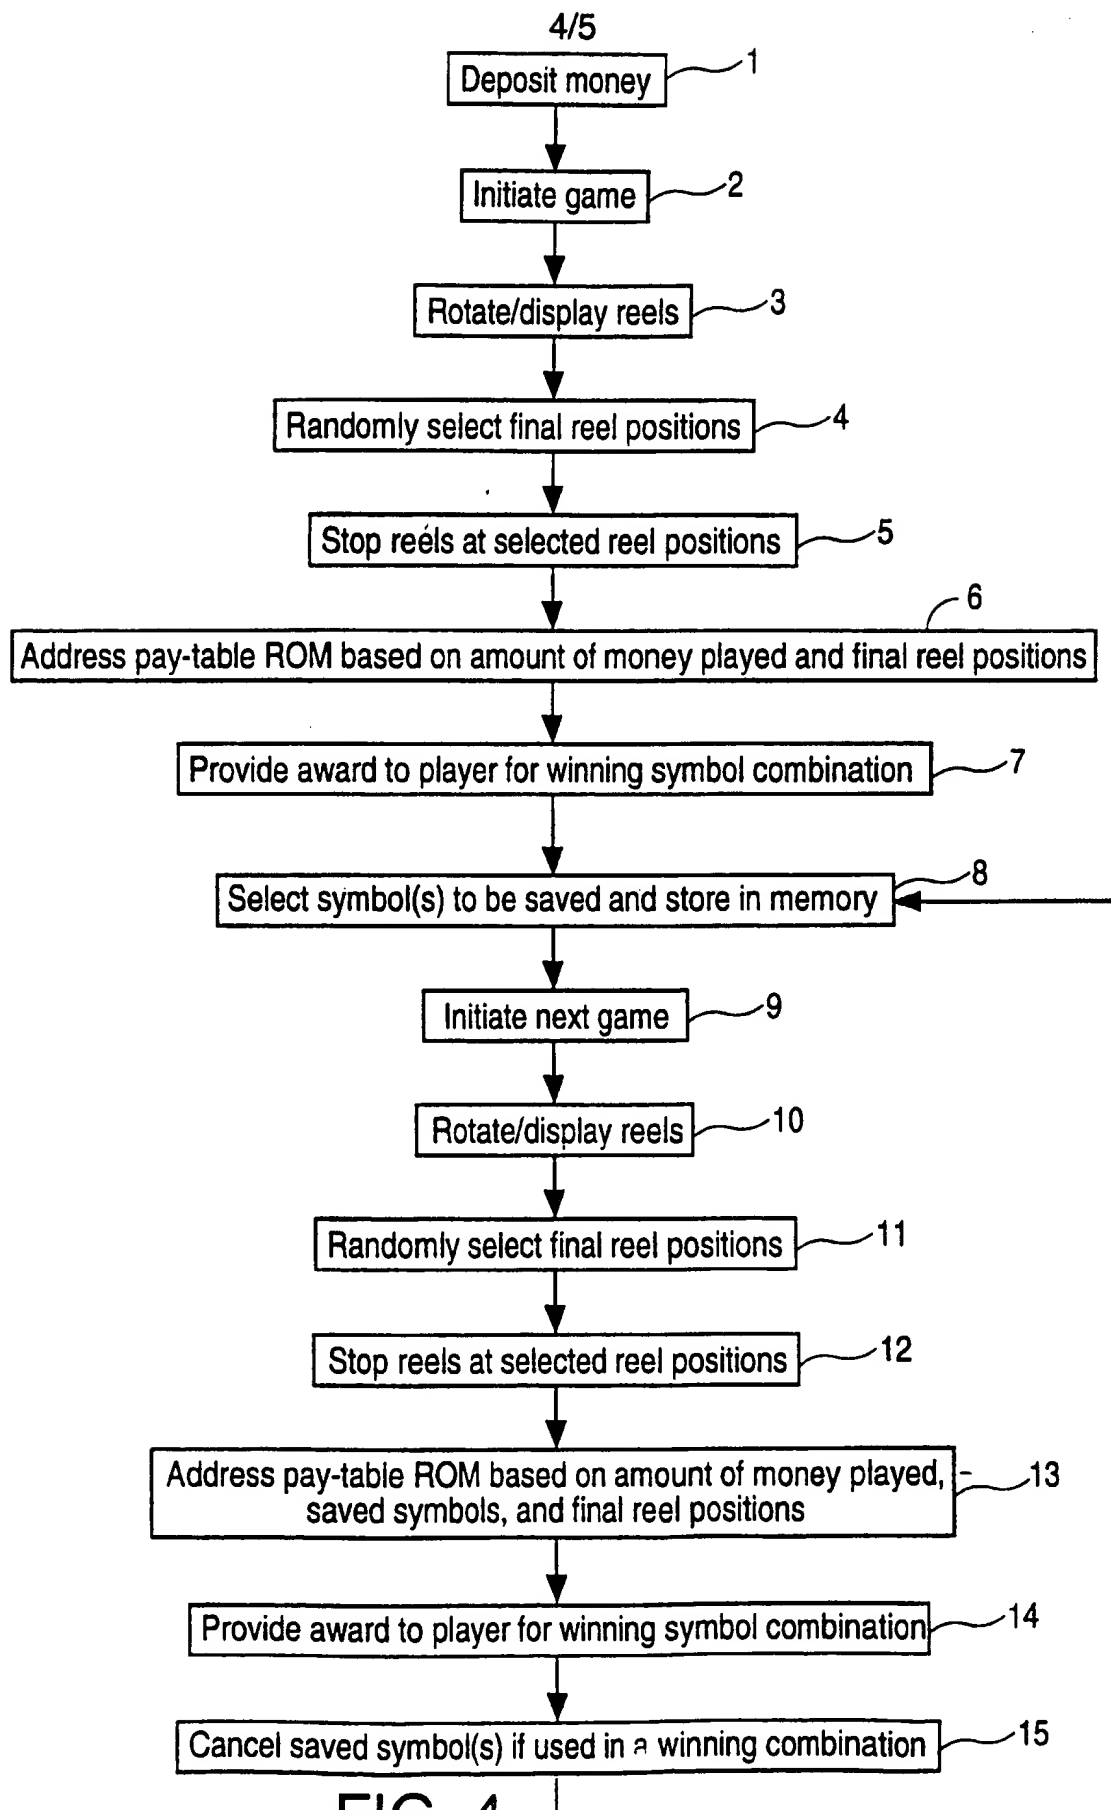 4/5
Deposit money
1
Initiate game
2
Rotate/display reels
3
Randomly select final reel positions
4
Stop reels at selected reel positions
5
6
Address pay-table ROM based on amount of money played and final reel positions
Provide award to player for winning symbol combination
7
Select symbol(s) to be saved and store in memory
8
Initiate next game
9
Rotate/display reels
10
Randomly select final reel positions
11
Stop reels at selected reel positions
12
Address pay-table ROM based on amount of money played,
saved symbols, and final reel positions
13
Provide award to player for winning symbol combination
14
Cancel saved symbol(s) if used in a winning combination
15
FIG. 4